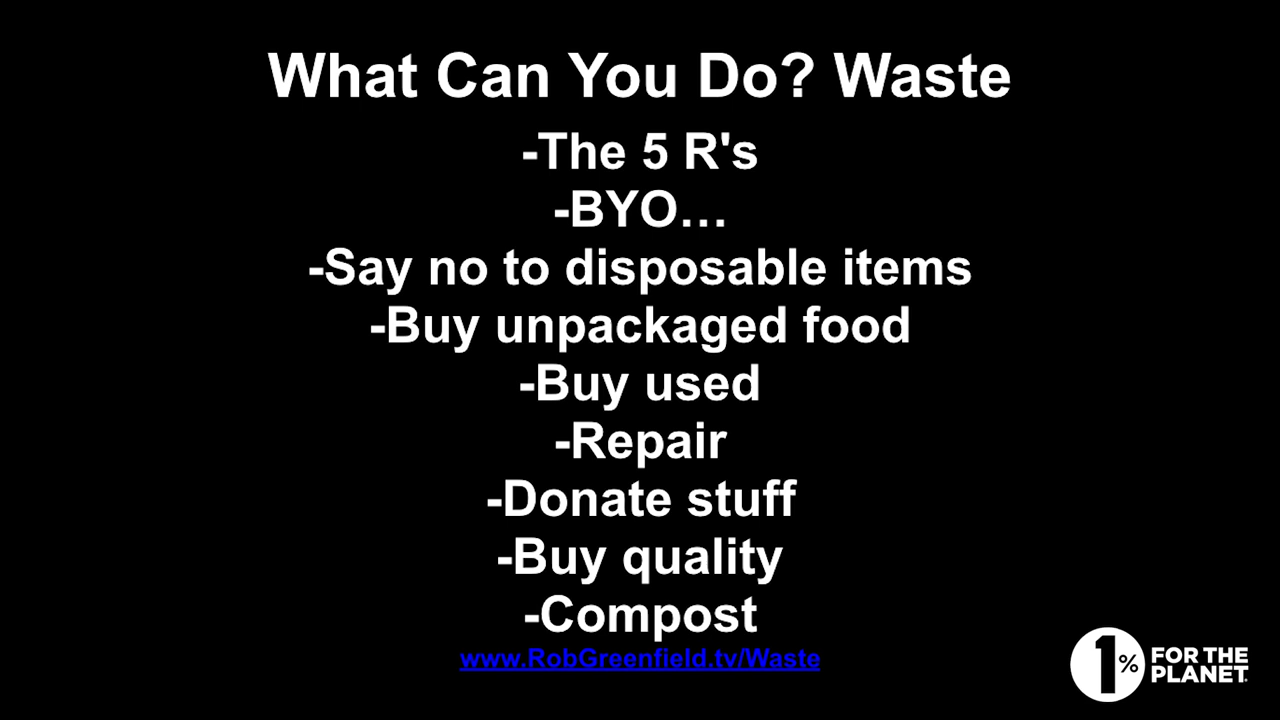 What Can You Do? Waste
-The 5 R's
-BYO…
-Say no to disposable items
-Buy unpackaged food
-Buy used
-Repair
-Donate stuff
-Buy quality
-Compost
www.RobGreenfield.tv/Waste
1%
FOR THE
PLANET